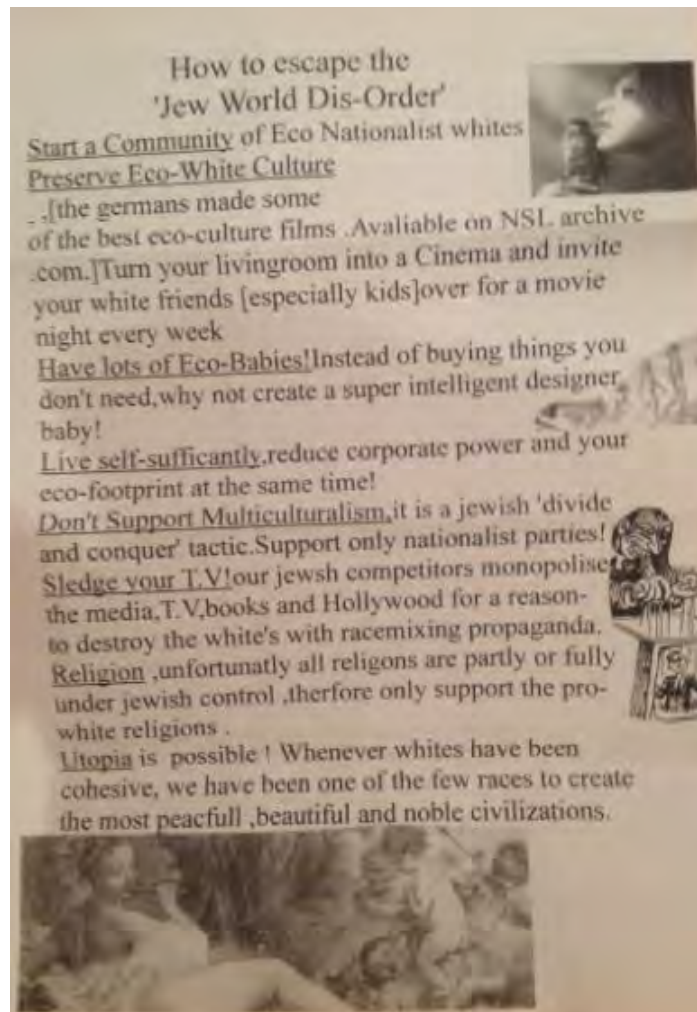 How to escape the
'Jew World Dis-Order'
Start a Community of Eco Nationalist whites
Preserve Eco-White Culture
,[the germans made some
of the best eco-culture films .Avaliable on NSL archive
.com.]Turn your livingroom into a Cinema and invite
your white friends [especially kids]over for a movie
night every week
Have lots of Eco-Babies!Instead of buying things you
don't need,why not create a super intelligent designer
baby!
Live self-sufficantly,reduce corporate power and your
eco-footprint at the same time!
Don't Support Multiculturalism,it is a jewish 'divide
and conquer' tactic.Support only nationalist parties!
Sledge your T.V!our jewsh competitors monopolise
the media,T.V,books and Hollywood for a reason-
to destroy the white's with racemixing propaganda.
Religion ,unfortunatly all religons are partly or fully
under jewish control ,therfore only support the pro-
white religions .
Utopia is possible ! Whenever whites have been
cohesive, we have been one of the few races to create
the most peacfull ,beautiful and noble civilizations.